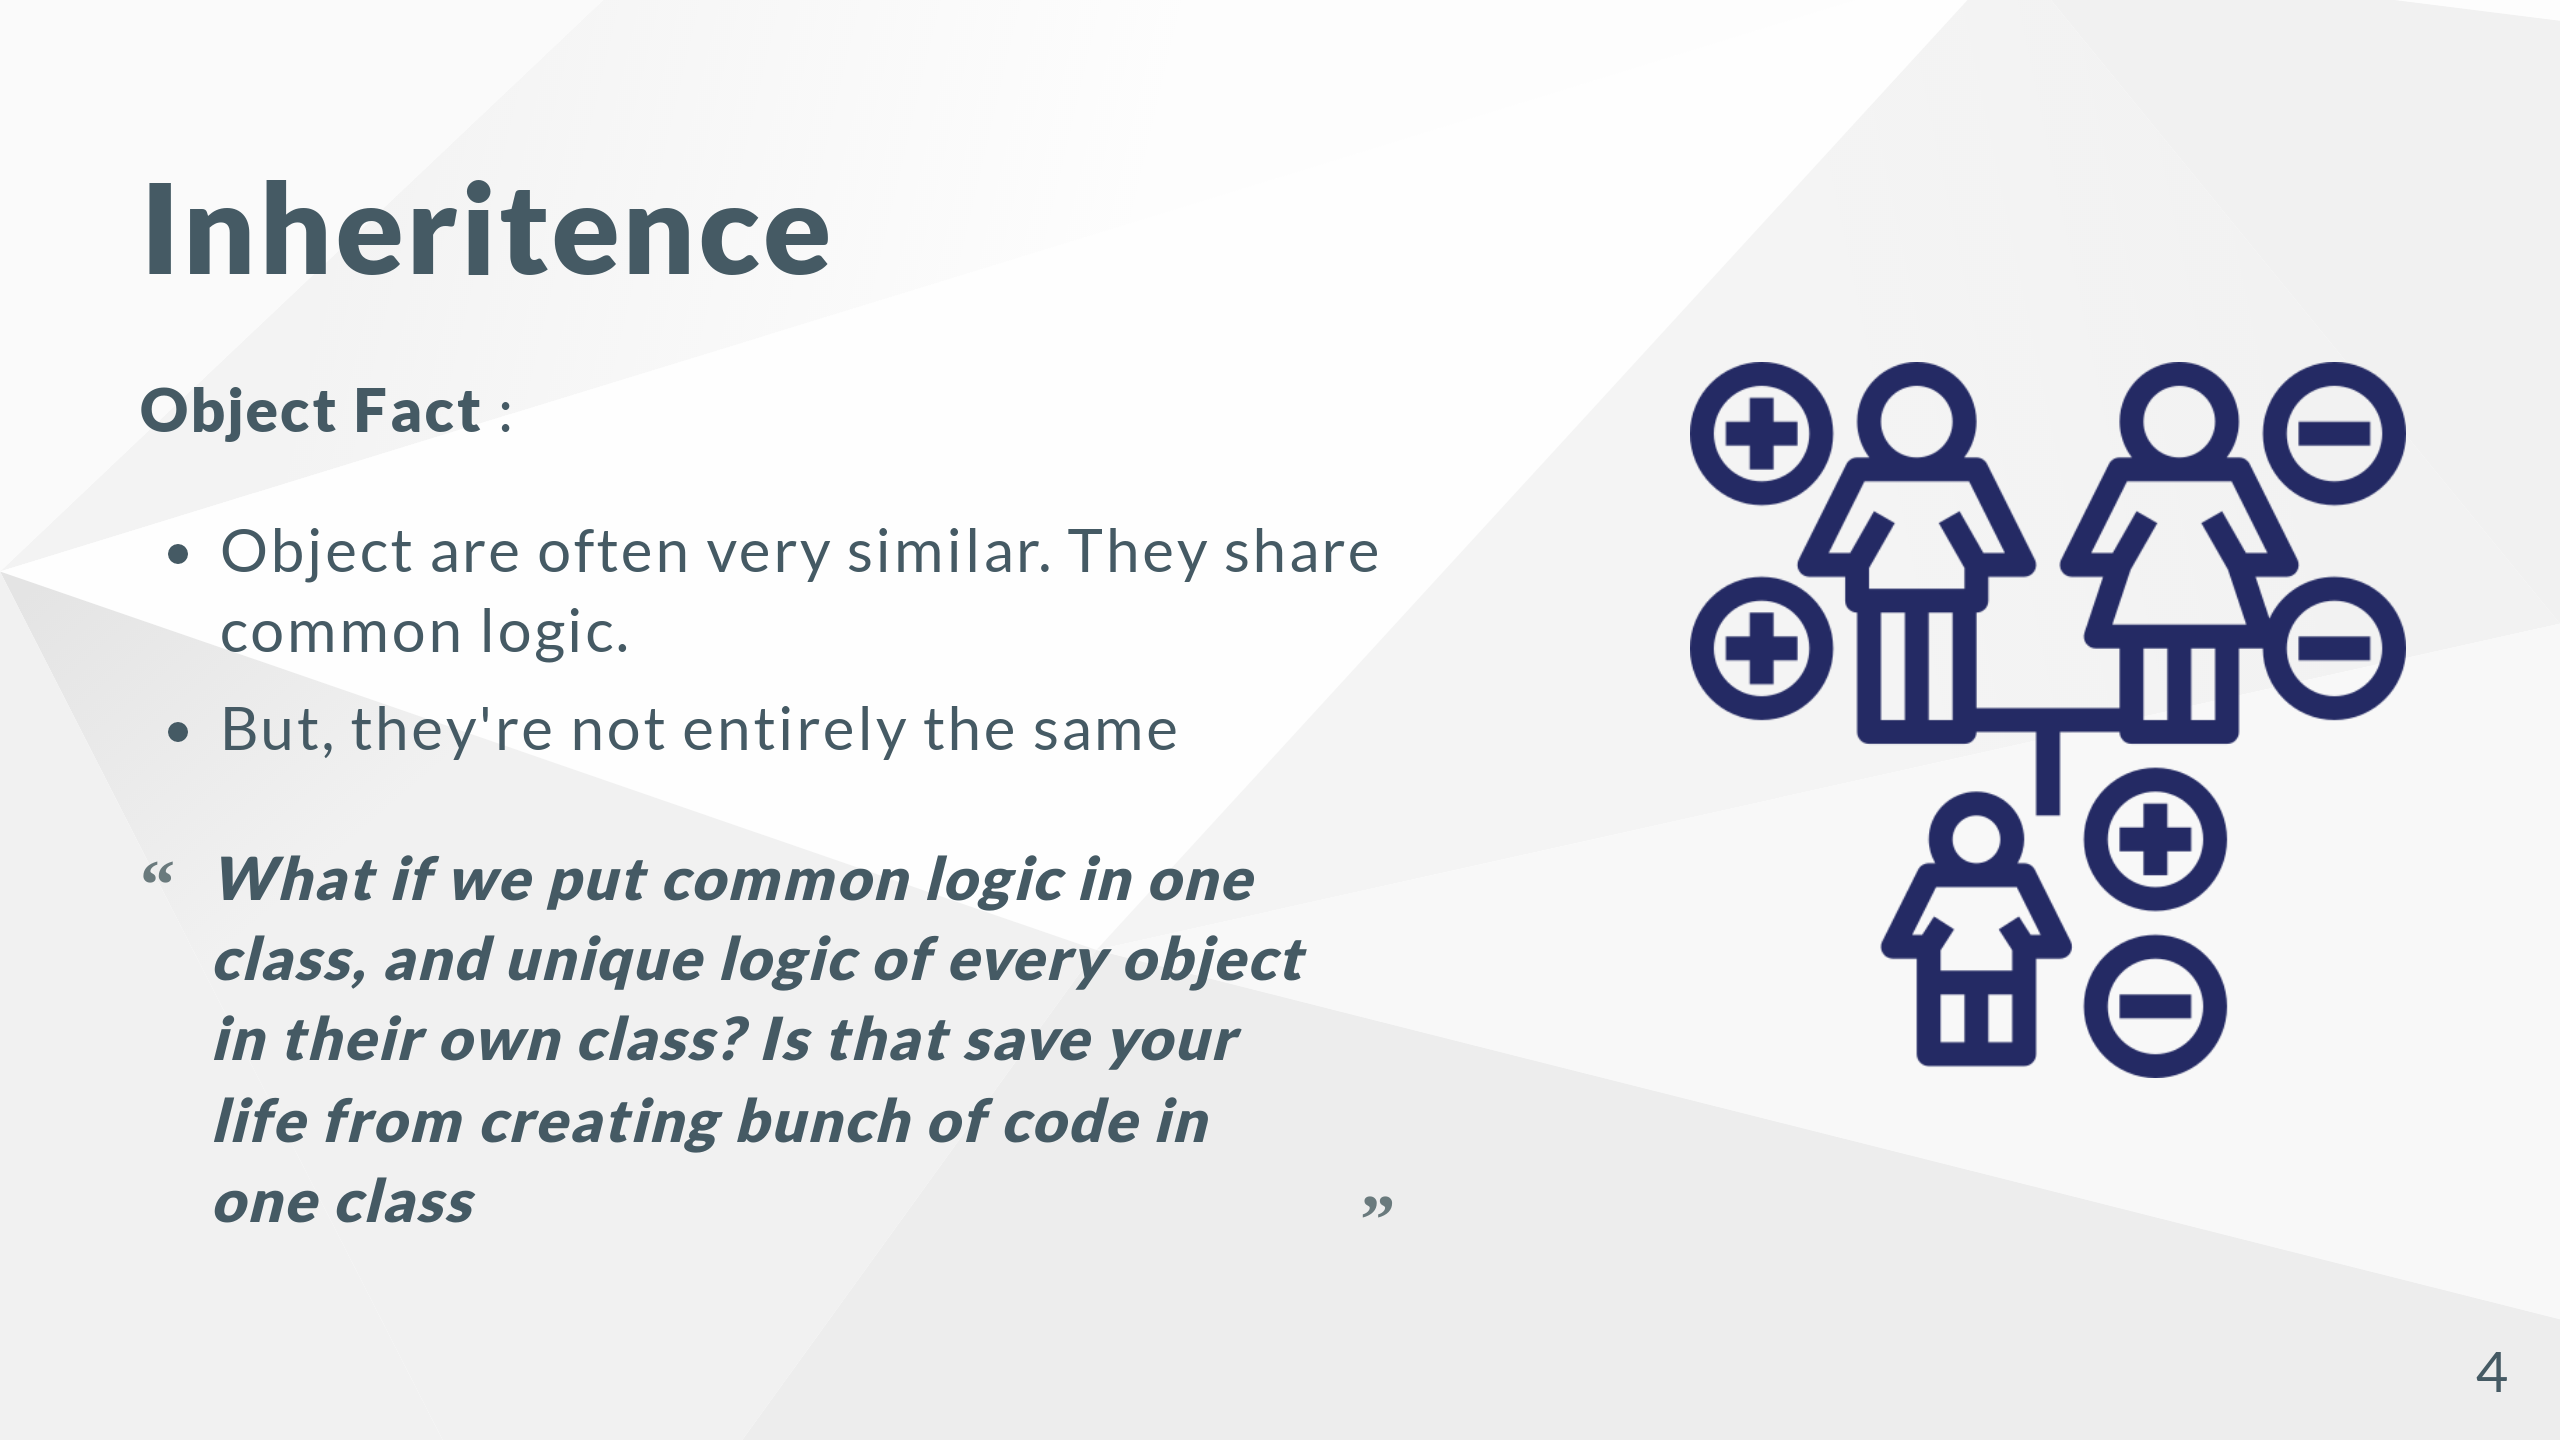 Inheritence
Object Fact :
• Object are often very similar. They share
common logic.
• But, they're not entirely the same
“ What if we put common logic in one
class, and unique logic of every object
in their own class? Is that save your
life from creating bunch of code in
one class ”
4